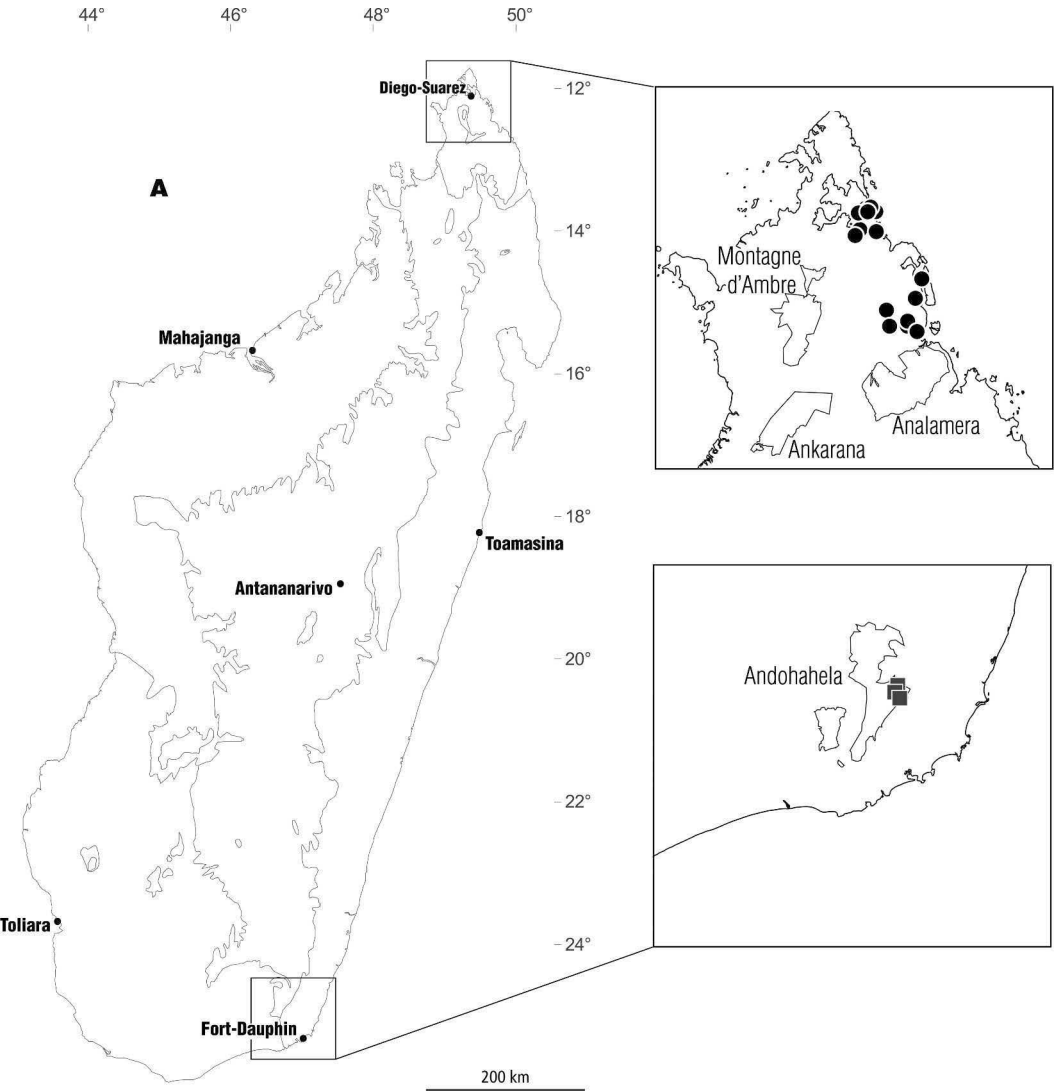 44° 46° 48° 50°
Diego-Suarez
12°
A
14°
Montagne
d'Ambre
Mahajanga
16°
Analamera
Ankarana
18°
Toamasina
Antananarivo
20°
Andohahela
22°
Toliara
24°
Fort-Dauphin
200 km